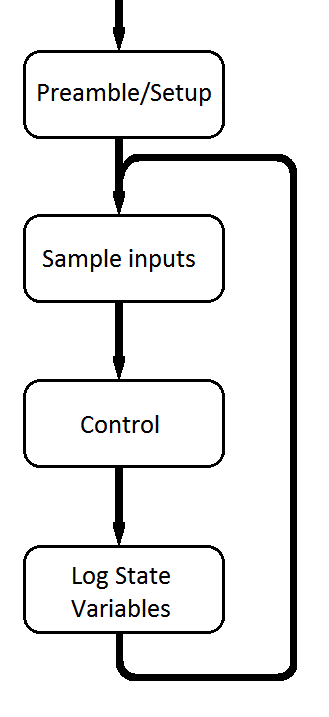 Preamble/Setup
Sample inputs
Control
Log State
Variables